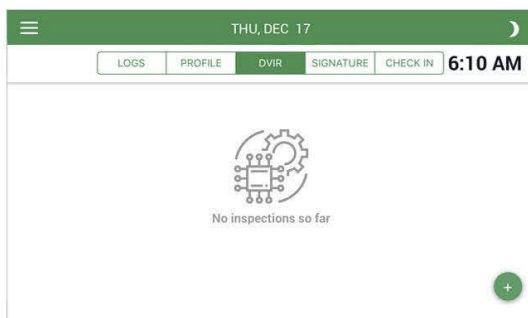 THU, DEC 17
LOGS PROFILE DVIR SIGNATURE CHECK IN 6:10 AM
No inspections so far
+